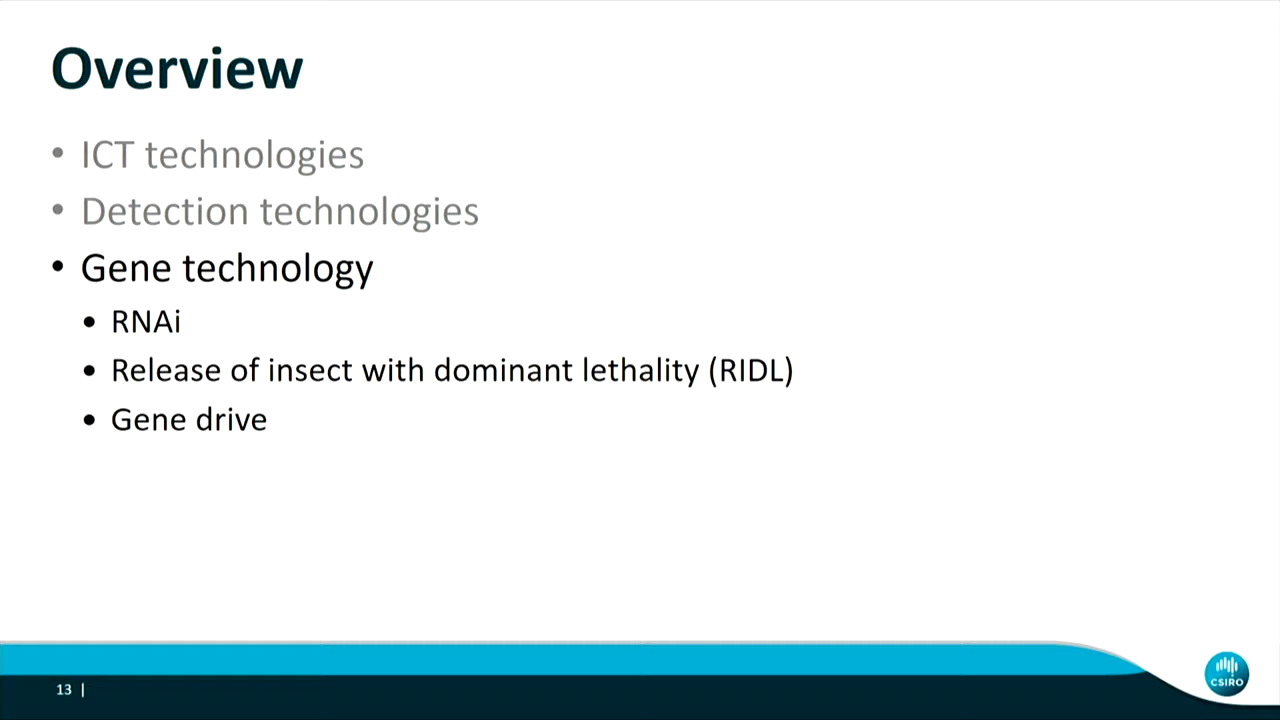 Overview
• ICT technologies
• Detection technologies
• Gene technology
• RNAi
• Release of insect with dominant lethality (RIDL)
• Gene drive
13 |
CSIRO